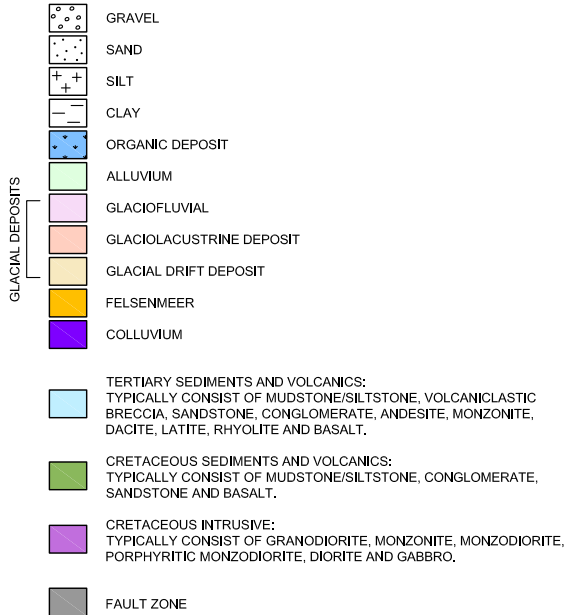 GRAVEL
SAND
SILT
CLAY
ORGANIC DEPOSIT
ALLUVIUM
GLACIAL DEPOSITS
GLACIOFLUVIAL
GLACIOLACUSTRINE DEPOSIT
GLACIAL DRIFT DEPOSIT
FELSENMEER
COLLUVIUM
TERTIARY SEDIMENTS AND VOLCANICS:
TYPICALLY CONSIST OF MUDSTONE/SILTSTONE, VOLCANICLASTIC
BRECCIA, SANDSTONE, CONGLOMERATE, ANDESITE, MONZONITE,
DACITE, LATITE, RHYOLITE AND BASALT.
CRETACEOUS SEDIMENTS AND VOLCANICS:
TYPICALLY CONSIST OF MUDSTONE/SILTSTONE, CONGLOMERATE,
SANDSTONE AND BASALT.
CRETACEOUS INTRUSIVE:
TYPICALLY CONSIST OF GRANODIORITE, MONZONITE, MONZODIORITE,
PORPHYRITIC MONZODIORITE, DIORITE AND GABBRO.
FAULT ZONE